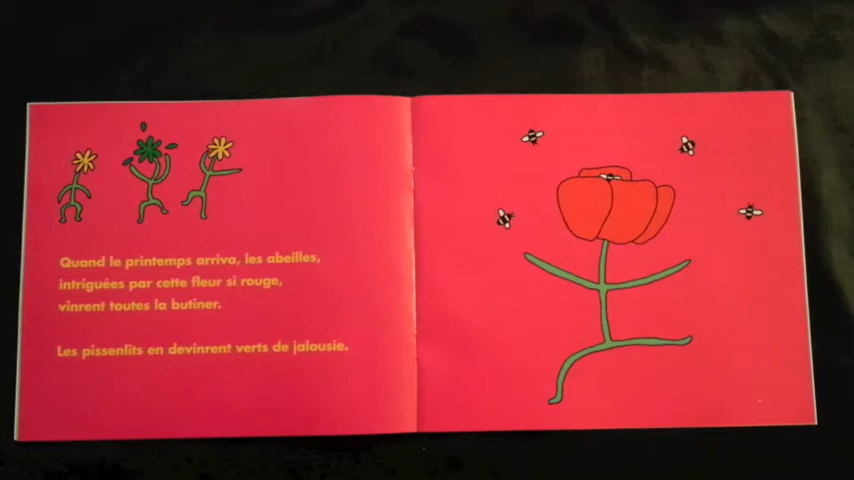 Quand le printemps arriva, les abeilles,
intriguées par cette fleur si rouge,
vinrent toutes la butiner.
Les pissenlits en devinrent verts de jalousie.